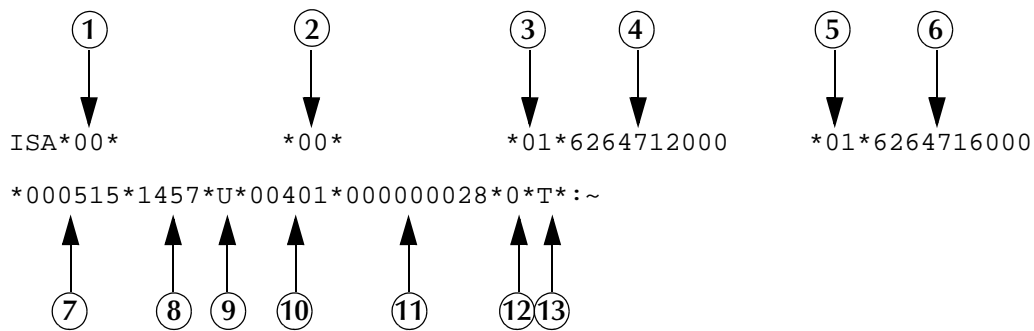 1 2 3 4 5 6
ISA*00* *00* *01*6264712000 *01*6264716000
*000515*1457*U*00401*000000028*0*T*:~
7 8 9 10 11 12 13